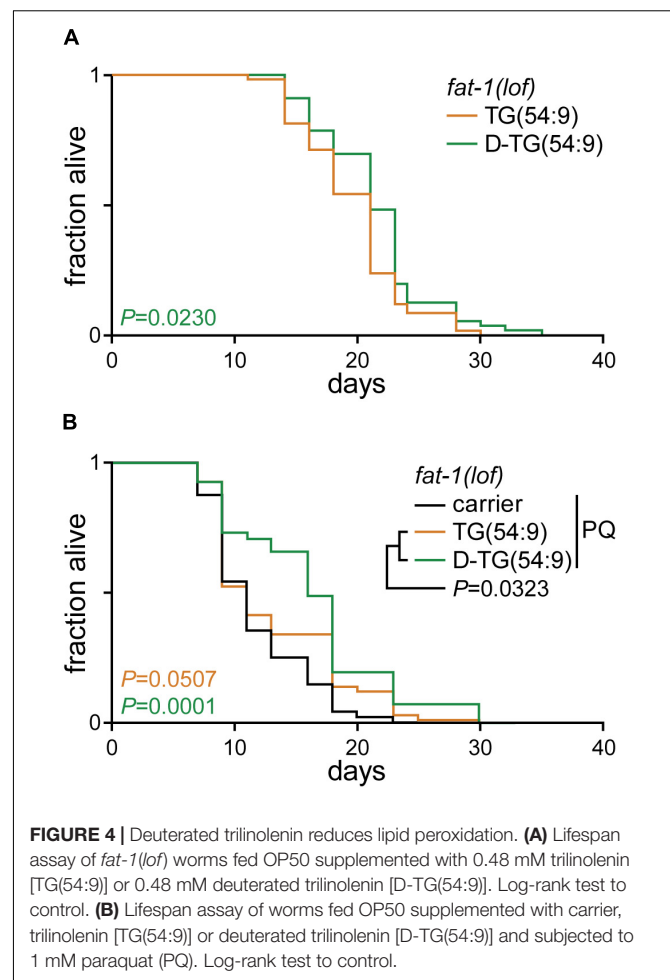 A
1
fraction alive
fat-1(lof)
TG(54:9)
D-TG(54:9)
P=0.0230
0
0 10 20 30 40
days
B
1
fraction alive
fat-1(lof)
carrier
TG(54:9)
D-TG(54:9)
PQ
P=0.0323
P=0.0507
P=0.0001
0
0 10 20 30 40
days
FIGURE 4 | Deuterated trilinolenin reduces lipid peroxidation. (A) Lifespan
assay of fat-1(lof) worms fed OP50 supplemented with 0.48 mM trilinolenin
[TG(54:9)] or 0.48 mM deuterated trilinolenin [D-TG(54:9)]. Log-rank test to
control. (B) Lifespan assay of worms fed OP50 supplemented with carrier,
trilinolenin [TG(54:9)] or deuterated trilinolenin [D-TG(54:9)] and subjected to
1 mM paraquat (PQ). Log-rank test to control.